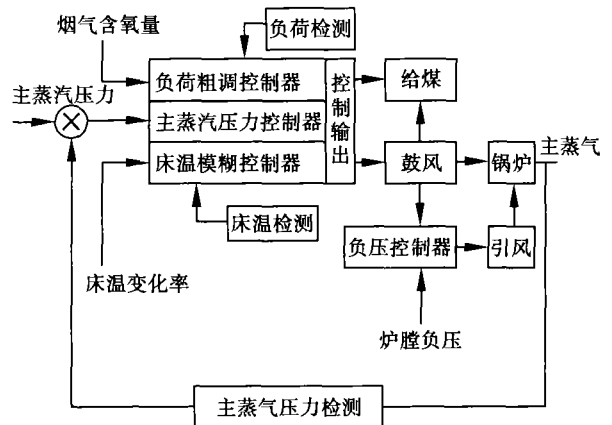 烟气含氧量
负荷检测
主蒸汽压力
负荷粗调控制器
主蒸汽压力控制器
床温模糊控制器
控制输出
给煤
鼓风
锅炉
主蒸气
床温检测
负压控制器
引风
床温变化率
炉膛负压
主蒸气压力检测